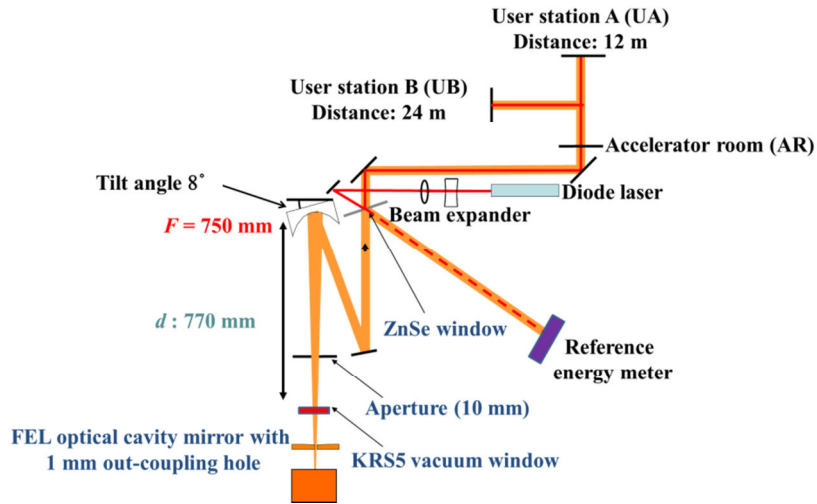 User station A (UA)
Distance: 12 m
User station B (UB)
Distance: 24 m
Accelerator room (AR)
Tilt angle 8˚
Diode laser
Beam expander
F = 750 mm
d : 770 mm
ZnSe window
Reference
energy meter
Aperture (10 mm)
FEL optical cavity mirror with
1 mm out-coupling hole
KRS5 vacuum window